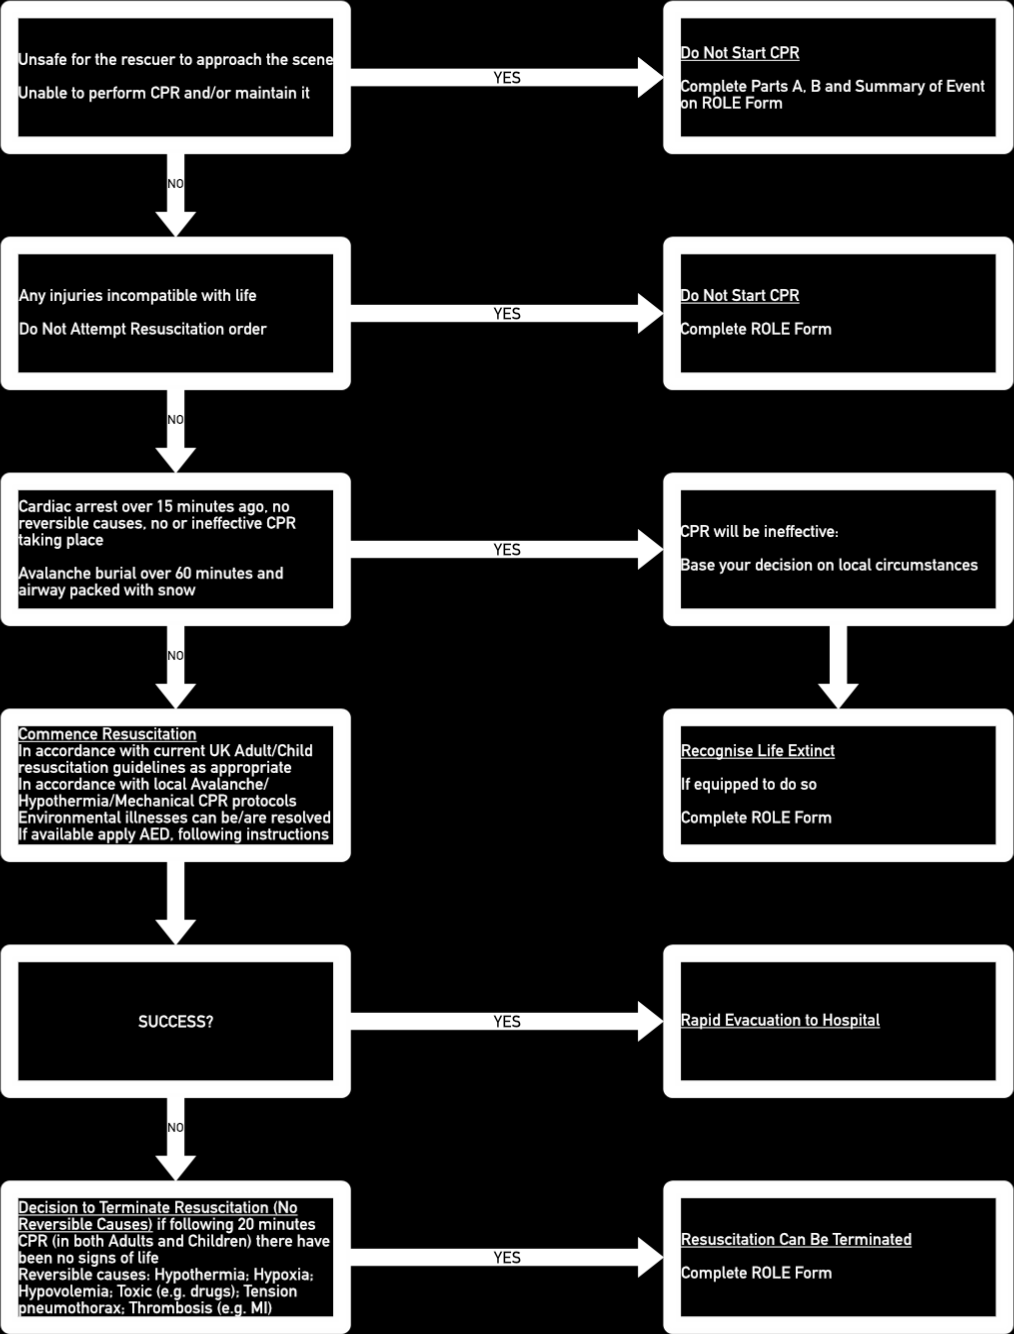 Unsafe for the rescuer to approach the scene
Unable to perform CPR and/or maintain it
YES
Do Not Start CPR
Complete Parts A, B and Summary of Event
on ROLE Form
NO
Any injuries incompatible with life
Do Not Attempt Resuscitation order
YES
Do Not Start CPR
Complete ROLE Form
NO
Cardiac arrest over 15 minutes ago, no
reversible causes, no or ineffective CPR
taking place
Avalanche burial over 60 minutes and
airway packed with snow
YES
CPR will be ineffective:
Base your decision on local circumstances
NO
Commence Resuscitation
In accordance with current UK Adult/Child
resuscitation guidelines as appropriate
In accordance with local Avalanche/
Hypothermia/Mechanical CPR protocols
Environmental illnesses can be/are resolved
If available apply AED, following instructions
Recognise Life Extinct
If equipped to do so
Complete ROLE Form
SUCCESS?
YES
Rapid Evacuation to Hospital
NO
Decision to Terminate Resuscitation (No
Reversible Causes) if following 20 minutes
CPR (in both Adults and Children) there have
been no signs of life
Reversible causes: Hypothermia; Hypoxia;
Hypovolemia; Toxic (e.g. drugs); Tension
pneumothorax; Thrombosis (e.g. MI)
YES
Resuscitation Can Be Terminated
Complete ROLE Form